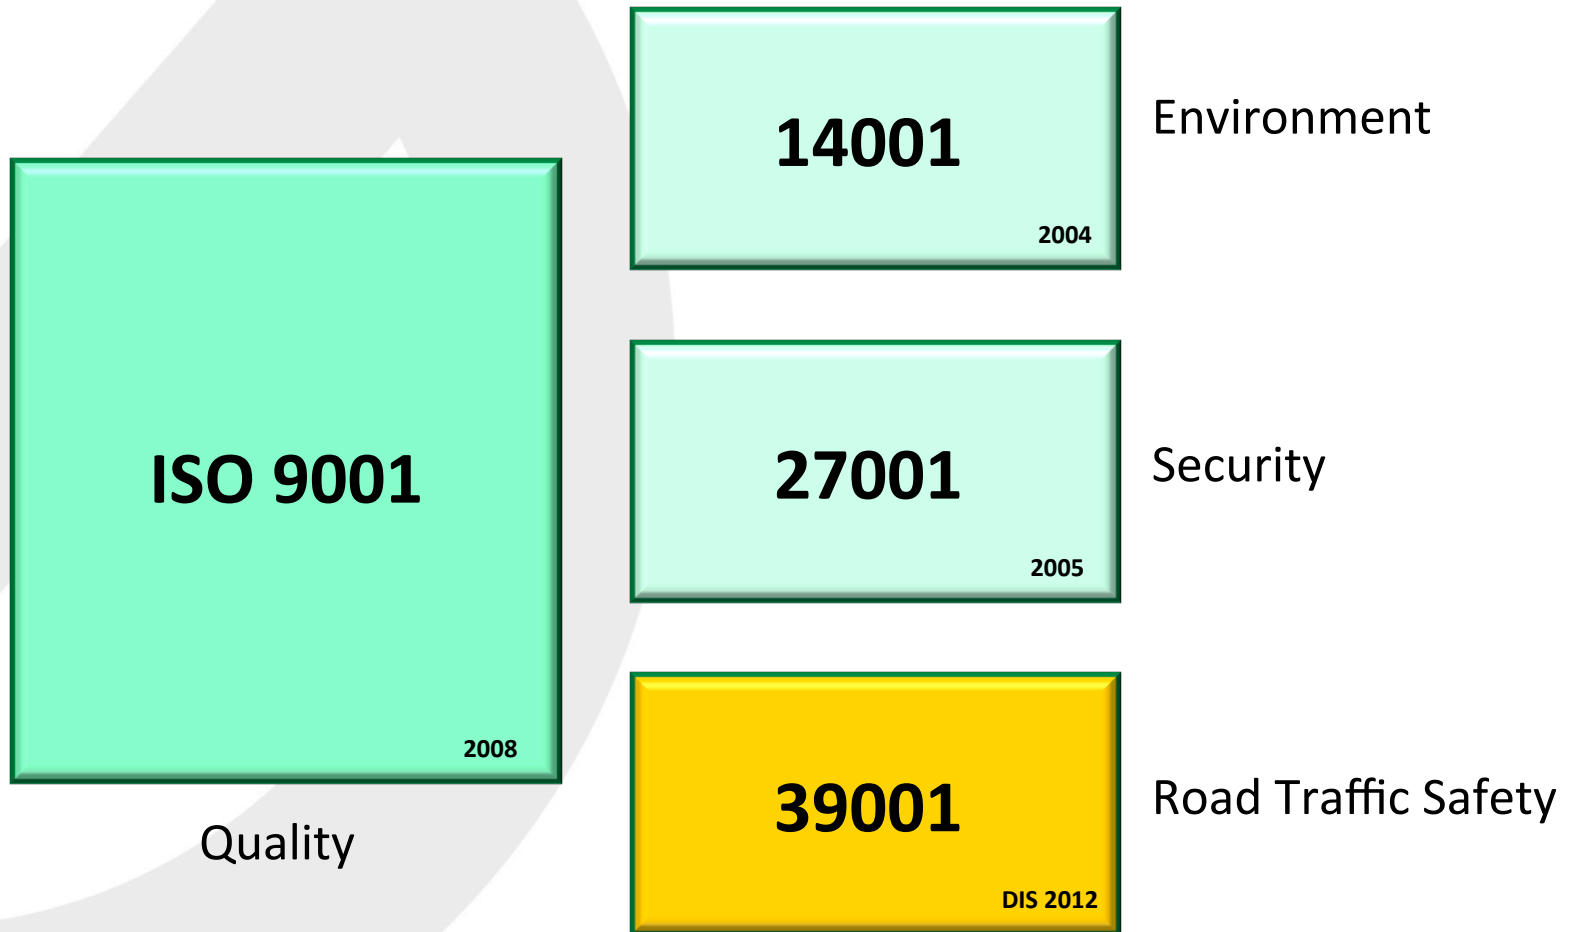 ISO 9001
2008
Quality
14001
2004
Environment
27001
2005
Security
39001
DIS 2012
Road Traffic Safety